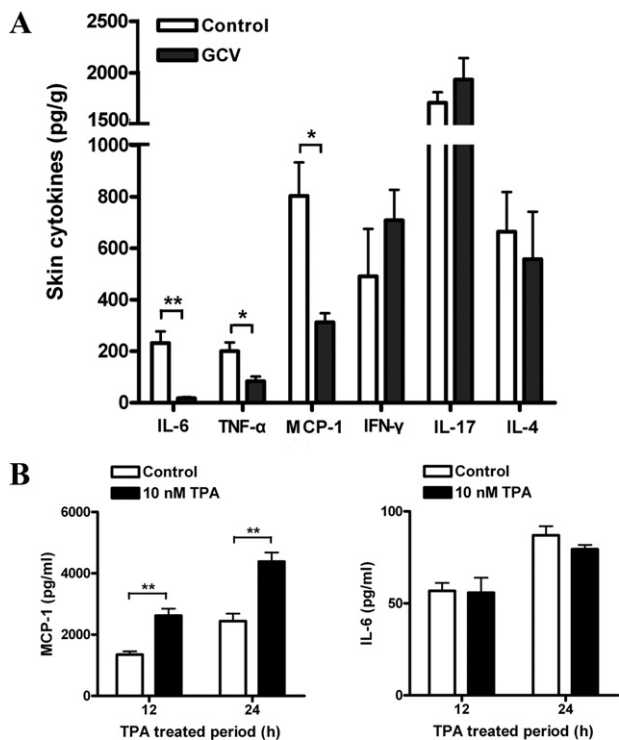 A
Control
GCV
Skin cytokines (pg/g)
2500
2000
1500
1000
800
600
400
200
0
**
*
*
IL-6 TNF-α MCP-1 IFN-γ IL-17 IL-4
B
Control
10 nM TPA
MCP-1 (pg/ml)
6000
4000
2000
0
**
**
12 24
TPA treated period (h)
Control
10 nM TPA
IL-6 (pg/ml)
100
50
0
12 24
TPA treated period (h)